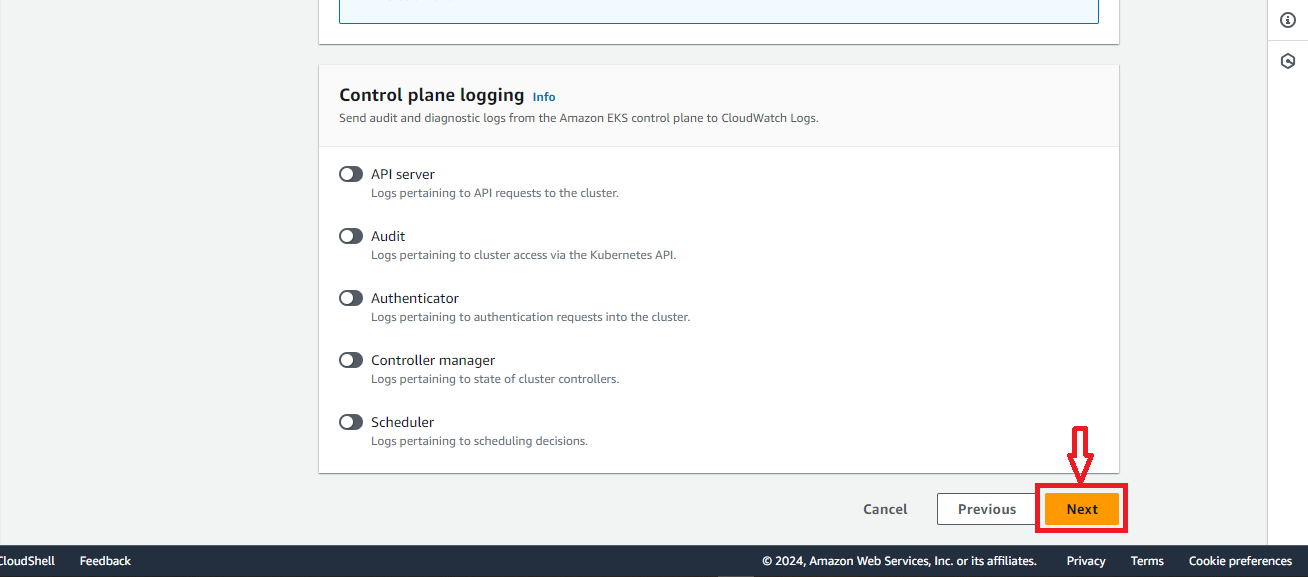 Control plane logging Info
Send audit and diagnostic logs from the Amazon EKS control plane to CloudWatch Logs.
API server
Logs pertaining to API requests to the cluster.
Audit
Logs pertaining to cluster access via the Kubernetes API.
Authenticator
Logs pertaining to authentication requests into the cluster.
Controller manager
Logs pertaining to state of cluster controllers.
Scheduler
Logs pertaining to scheduling decisions.
Cancel Previous Next
CloudShell Feedback © 2024, Amazon Web Services, Inc. or its affiliates. Privacy Terms Cookie preferences